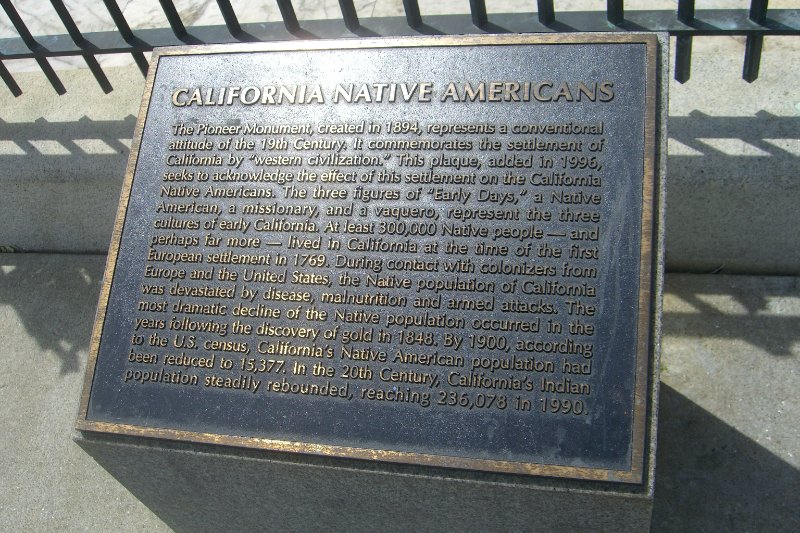 CALIFORNIA NATIVE AMERICANS
The Pioneer Monument, created in 1894, represents a conventional
attitude of the 19th Century. It commemorates the settlement of
California by "western civilization." This plaque, added in 1996,
seeks to acknowledge the effect of this settlement on the California
Native Americans. The three figures of "Early Days," a Native
American, a missionary, and a vaquero, represent the three
cultures of early California. At least 300,000 Native people — and
perhaps far more — lived in California at the time of the first
European settlement in 1769. During contact with colonizers from
Europe and the United States, the Native population of California
was devastated by disease, malnutrition and armed attacks. The
most dramatic decline of the Native population occurred in the
years following the discovery of gold in 1848. By 1900, according
to the U.S. census, California's Native American population had
been reduced to 15,377. In the 20th Century, California's Indian
population steadily rebounded, reaching 236,078 in 1990.